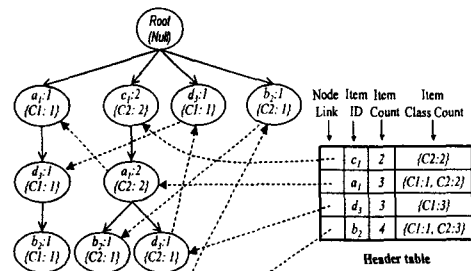 Root
{Null}
a₁:1
{C1: 1}
c₁:2
{C2: 2}
d₃:1
{C1: 1}
b₂:1
{C2: 1}
Node Link
Item ID
Item Count
Item Class Count
c₁ 2 {C2:2}
a₁ 3 {C1:1, C2:2}
d₃ 3 {C1:3}
b₂ 4 {C1:1, C2:3}
Header table
d₃:1
{C1: 1}
a₁:2
{C2: 2}
b₂:1
{C1: 1}
b₂:1
{C2: 1}
d₃:1
{C1: 1}